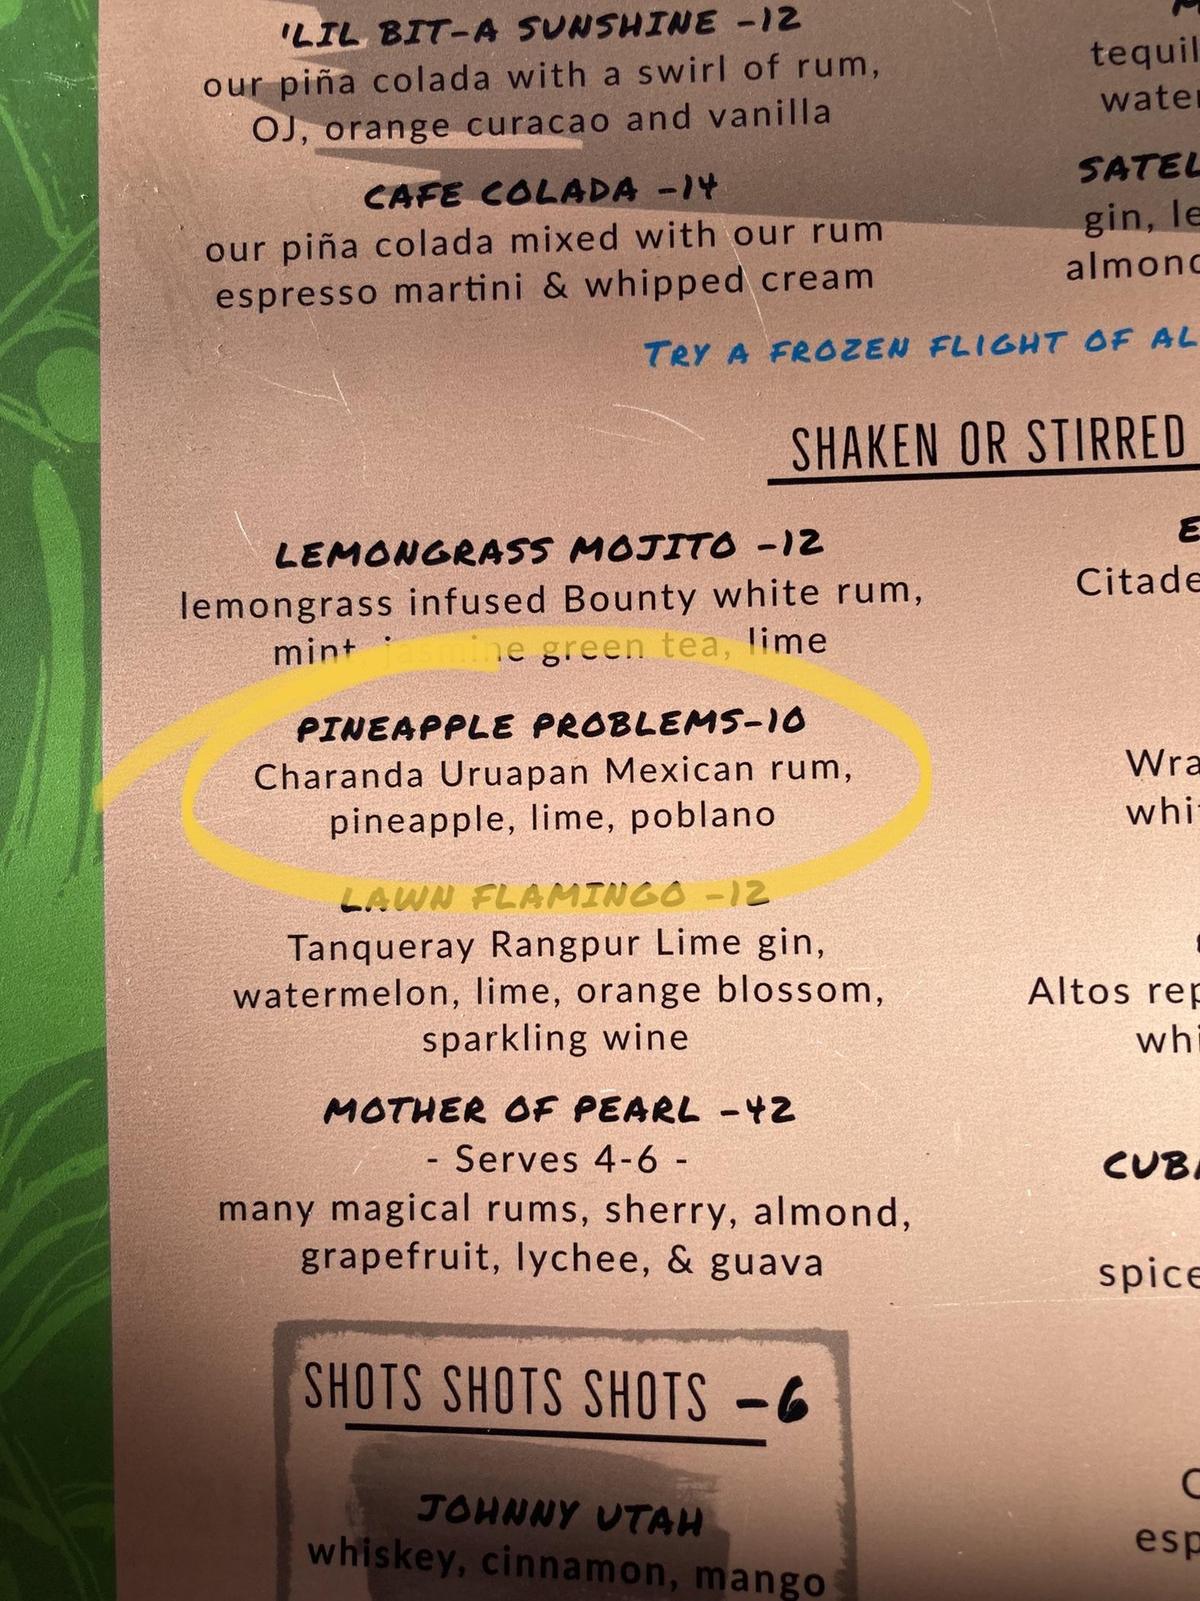 'LIL BIT-A SUNSHINE -12
our piña colada with a swirl of rum,
OJ, orange curacao and vanilla
CAFE COLADA -14
our piña colada mixed with our rum
espresso martini & whipped cream
TRY A FROZEN FLIGHT OF
SHAKEN OR STIRRED
LEMONGRASS MOJITO -12
lemongrass infused Bounty white rum,
mint, jasmine green tea, lime
PINEAPPLE PROBLEMS-10
Charanda Uruapan Mexican rum,
pineapple, lime, poblano
LAWN FLAMINGO -12
Tanqueray Rangpur Lime gin,
watermelon, lime, orange blossom,
sparkling wine
MOTHER OF PEARL -42
- Serves 4-6 -
many magical rums, sherry, almond,
grapefruit, lychee, & guava
SHOTS SHOTS SHOTS -6
JOHNNY UTAH
whiskey, cinnamon, mango
gin,
Altos